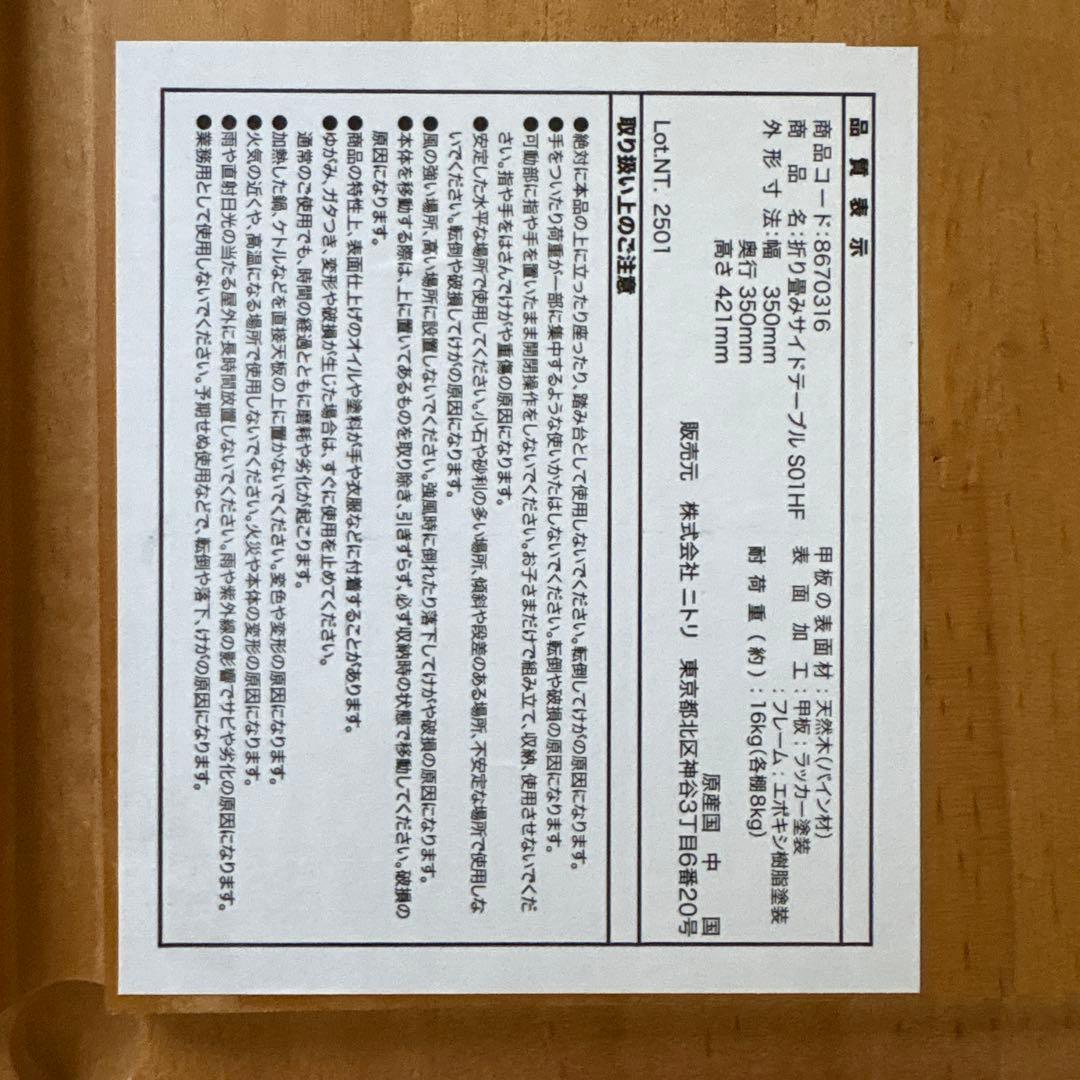 品質表示
商品コード：8670316
商品名：折り畳みサイドテーブル S01HF
外形寸法：幅 350mm
奥行 350mm
高さ 421mm
甲板の表面材：天然木(パイン材)
表面加工：甲板：ラッカー塗装
：フレーム：エポキシ樹脂塗装
耐荷重(約)：16kg(各棚8kg)
原産国 中国
販売元 株式会社 ニトリ 東京都北区神谷3丁目6番20号
Lot.NT. 2501
取り扱い上のご注意
●絶対に本品の上に立ったり座ったり、踏み台として使用しないでください。転倒してけがの原因になります。
●手をついたり荷重が一部に集中するような使いかたはしないでください。転倒や破損の原因になります。
●可動部に指や手を置いたまま開閉操作をしないでください。お子さまだけで組み立て、収納、使用させないでくだ
さい。指や手をはさんでけがや重傷の原因になります。
●安定した水平な場所で使用してください。小石や砂利の多い場所、傾斜や段差のある場所、不安定な場所で使用しな
いでください。転倒や破損してけがの原因になります。
●風の強い場所、高い場所に設置しないでください。強風時に倒れたり落下してけがや破損の原因になります。
●本体を移動する際は、上に置いてあるものを取り除き、引きずらず、必ず収納時の状態で移動してください。破損の
原因になります。
●商品の特性上、表面仕上げのオイルや塗料が手や衣服などに付着することがあります。
●ゆがみ、ガタつき、変形や破損が生じた場合は、すぐに使用を止めてください。
通常のご使用でも、時間の経過とともに磨耗や劣化が起こります。
●加熱した鍋、ケトルなどを直接天板の上に置かないでください。変色や変形の原因になります。
●火気の近くや、高温になる場所で使用しないでください。火災や本体の変形の原因になります。
●雨や直射日光の当たる屋外に長時間放置しないでください。雨や紫外線の影響でサビや劣化の原因になります。
●業務用として使用しないでください。予期せぬ使用などで、転倒や落下、けがの原因になります。